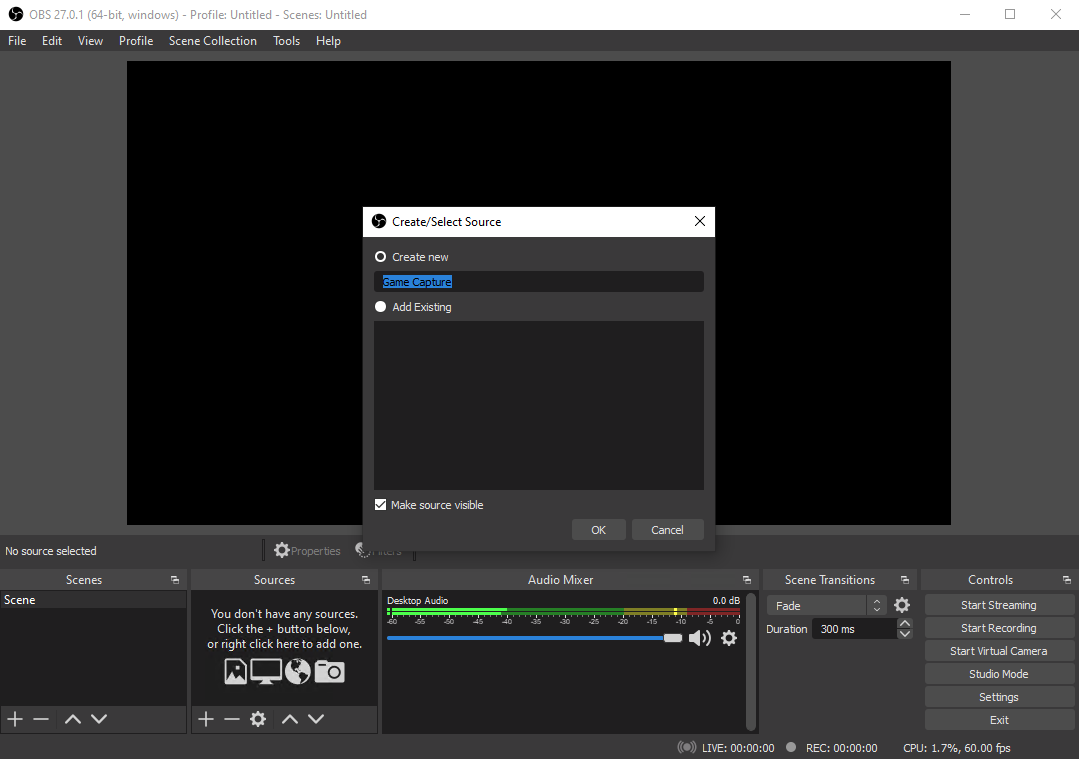 OBS 27.0.1 (64-bit, windows) - Profile: Untitled - Scenes: Untitled
File Edit View Profile Scene Collection Tools Help
Create/Select Source
Create new
Game Capture
Add Existing
Make source visible
OK Cancel
No source selected Properties Filters
Scenes Sources Audio Mixer Scene Transitions Controls
Scene
You don't have any sources.
Click the + button below,
or right click here to add one.
Desktop Audio 0.0 dB
-60 -55 -50 -45 -40 -35 -30 -25 -20 -15 -10 -5 0
Fade
Duration 300 ms
Start Streaming
Start Recording
Start Virtual Camera
Studio Mode
Settings
Exit
LIVE: 00:00:00 REC: 00:00:00 CPU: 1.7%, 60.00 fps